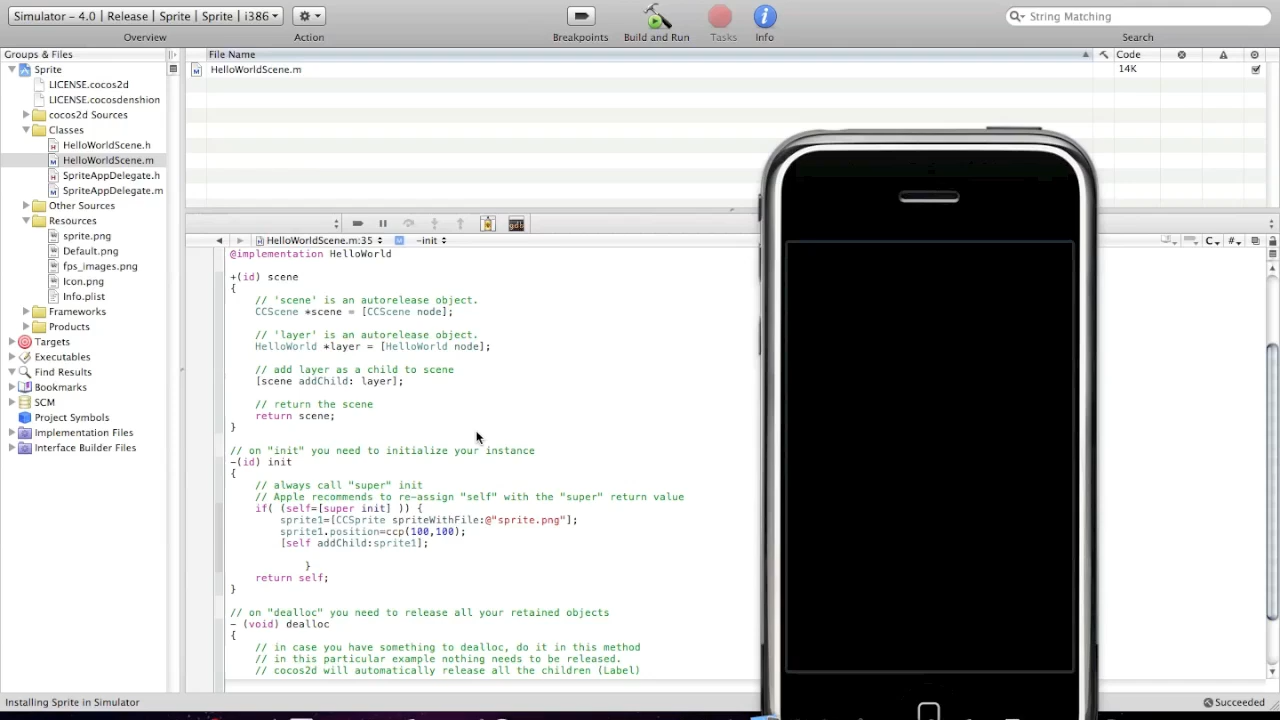 Simulator - 4.0 | Release | Sprite | Sprite | i386
String Matching
Overview
Action
Breakpoints
Build and Run
Tasks
Info
Search
Groups & Files
File Name
Code
Sprite
LICENSE.cocos2d
LICENSE.cocosdenshion
cocos2d Sources
Classes
HelloWorldScene.h
HelloWorldScene.m
SpriteAppDelegate.h
SpriteAppDelegate.m
Other Sources
Resources
sprite.png
Default.png
fps_images.png
Icon.png
Info.plist
Frameworks
Products
Targets
Executables
Find Results
Bookmarks
SCM
Project Symbols
Implementation Files
Interface Builder Files
HelloWorldScene.m
14K
HelloWorldScene.m:35
-init
C
#
@implementation HelloWorld
+(id) scene
{
// 'scene' is an autorelease object.
CCScene *scene = [CCScene node];
// 'layer' is an autorelease object.
HelloWorld *layer = [HelloWorld node];
// add layer as a child to scene
[scene addChild: layer];
// return the scene
return scene;
}
// on "init" you need to initialize your instance
-(id) init
{
// always call "super" init
// Apple recommends to re-assign "self" with the "super" return value
if( (self=[super init] )) {
sprite1=[CCSprite spriteWithFile:@"sprite.png"];
sprite1.position=ccp(100,100);
[self addChild:sprite1];
}
return self;
}
// on "dealloc" you need to release all your retained objects
- (void) dealloc
{
// in case you have something to dealloc, do it in this method
// in this particular example nothing needs to be released.
// cocos2d will automatically release all the children (Label)
Installing Sprite in Simulator
Succeeded